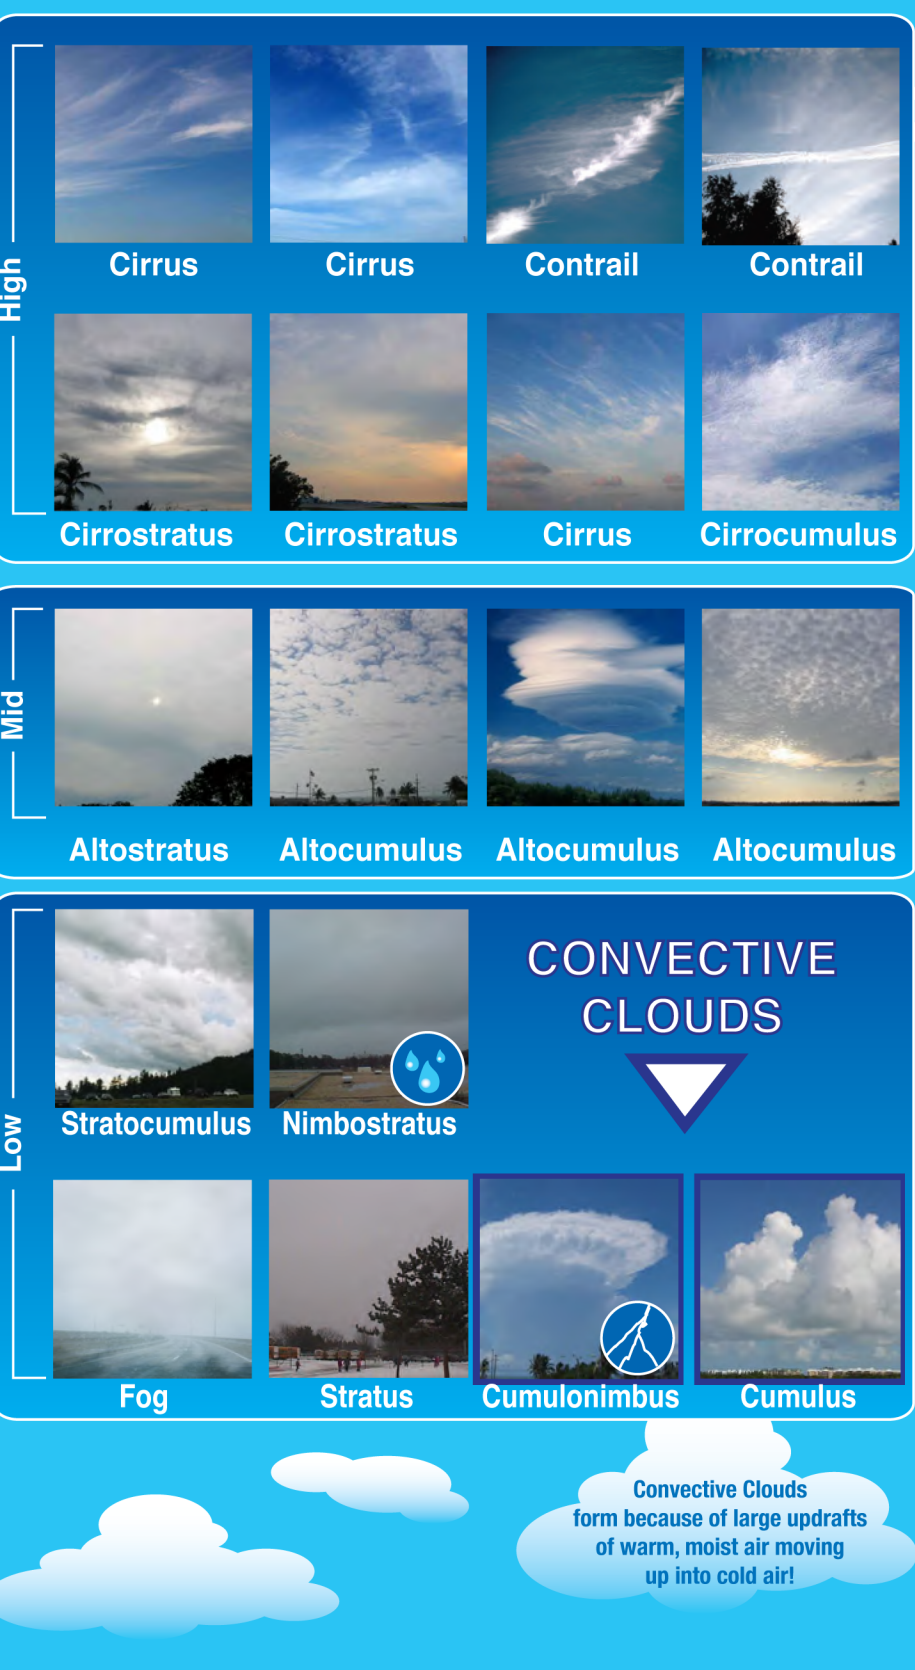 High
Cirrus
Cirrus
Contrail
Contrail
Cirrostratus
Cirrostratus
Cirrus
Cirrocumulus
Mid
Altostratus
Altocumulus
Altocumulus
Altocumulus
Low
CONVECTIVE
CLOUDS
Stratocumulus
Nimbostratus
Fog
Stratus
Cumulonimbus
Cumulus
Convective Clouds
form because of large updrafts
of warm, moist air moving
up into cold air!